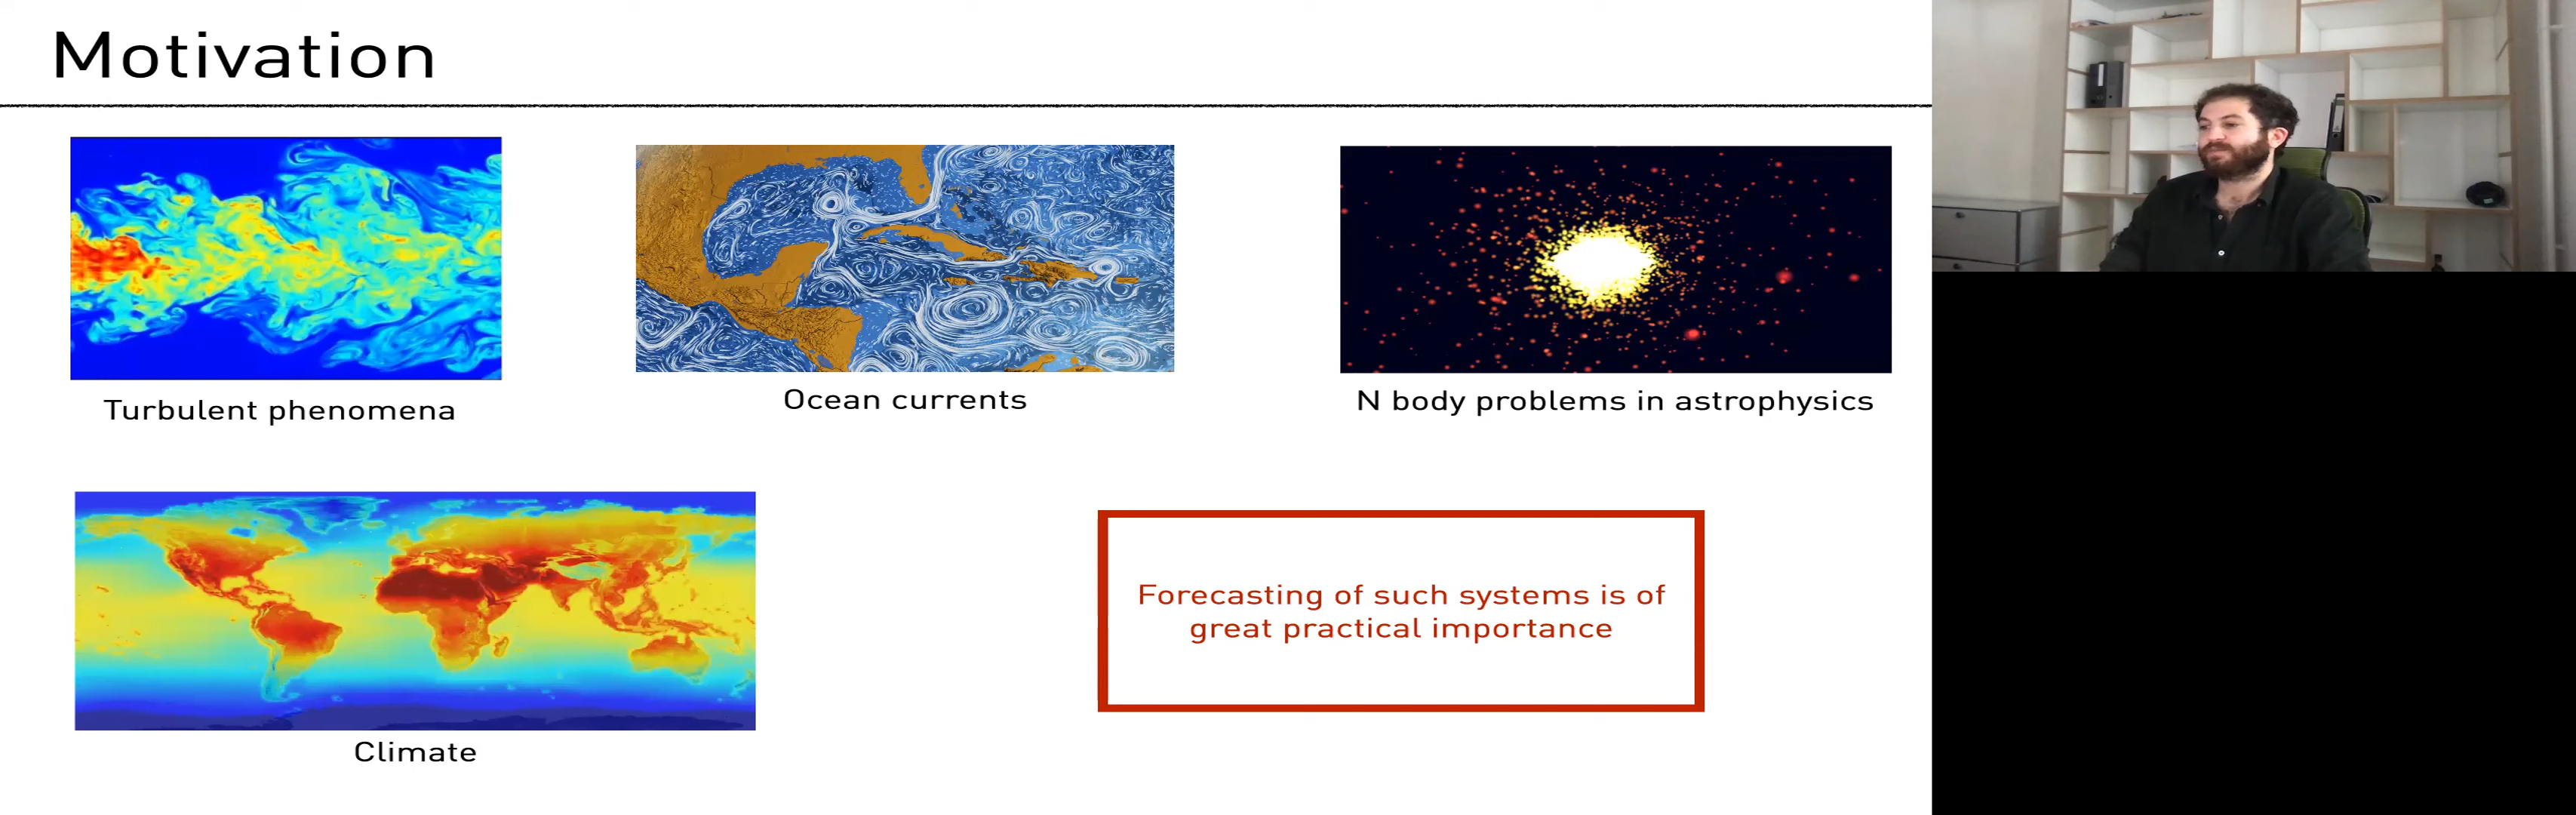 Motivation
Turbulent phenomena
Ocean currents
N body problems in astrophysics
Climate
Forecasting of such systems is of
great practical importance